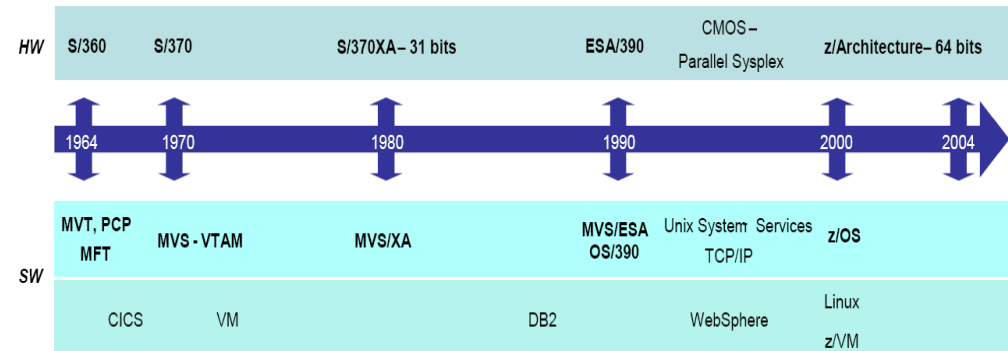 HW
S/360
S/370
S/370XA – 31 bits
ESA/390
CMOS –
Parallel Sysplex
z/Architecture– 64 bits
1964
1970
1980
1990
2000
2004
SW
MVT, PCP
MFT
MVS - VTAM
MVS/XA
MVS/ESA
OS/390
Unix System Services
TCP/IP
z/OS
CICS
VM
DB2
WebSphere
Linux
z/VM